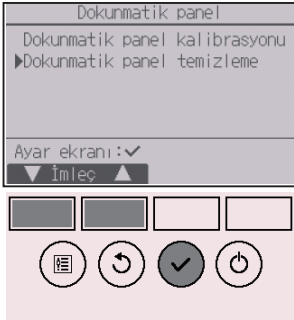 Dokunmatik panel
Dokunmatik panel kalibrasyonu
▶Dokunmatik panel temizleme
Ayar ekranı:✓
▼ İmleç ▲